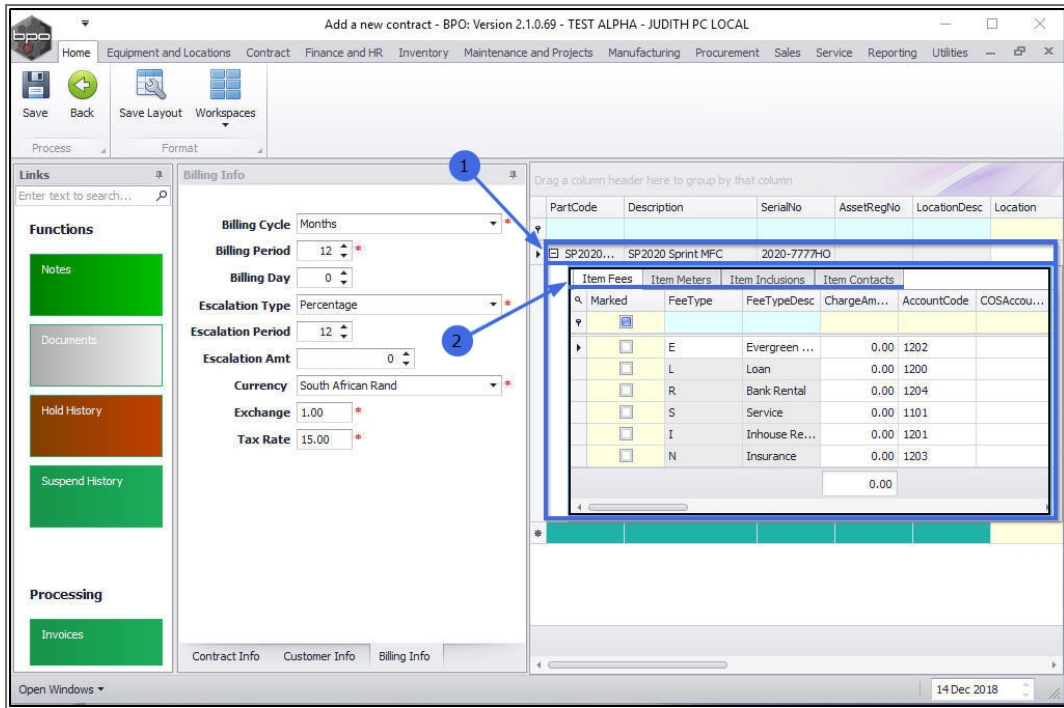 Add a new contract - BPO: Version 2.1.0.69 - TEST ALPHA - JUDITH PC LOCAL
bpo
Home Equipment and Locations Contract Finance and HR Inventory Maintenance and Projects Manufacturing Procurement Sales Service Reporting Utilities
Save Back Save Layout Workspaces
Process Format
Links
Enter text to search...
Functions
Notes
Documents
Hold History
Suspend History
Processing
Invoices
Billing Info
Billing Cycle Months *
Billing Period 12 *
Billing Day 0
Escalation Type Percentage *
Escalation Period 12
Escalation Amt 0
Currency South African Rand *
Exchange 1.00 *
Tax Rate 15.00 *
Contract Info Customer Info Billing Info
1
2
Drag a column header here to group by that column
PartCode Description SerialNo AssetRegNo LocationDesc Location
SP2020... SP2020 Sprint MFC 2020-7777HO
Item Fees Item Meters Item Inclusions Item Contacts
Marked FeeType FeeTypeDesc ChargeAm... AccountCode COSAccou...
E Evergreen ... 0.00 1202
L Loan 0.00 1200
R Bank Rental 0.00 1204
S Service 0.00 1101
I Inhouse Re... 0.00 1201
N Insurance 0.00 1203
0.00
Open Windows
14 Dec 2018